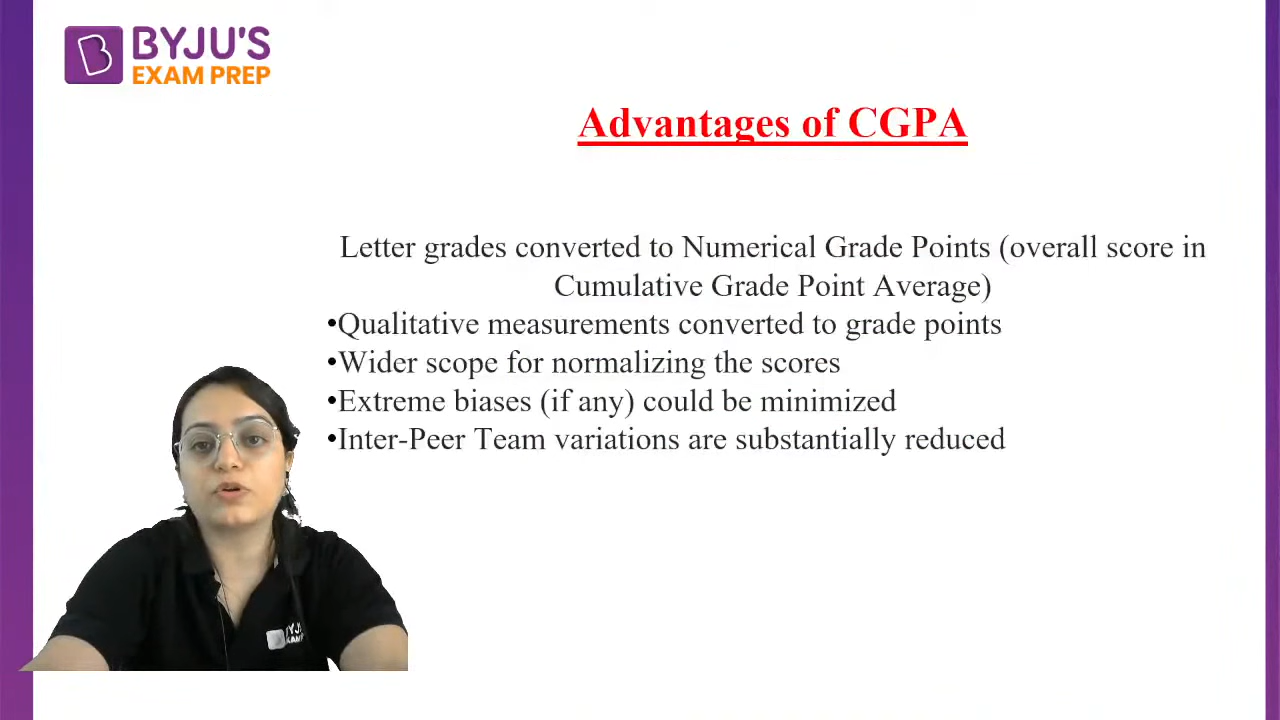 BYJU'S
EXAM PREP
Advantages of CGPA
Letter grades converted to Numerical Grade Points (overall score in
Cumulative Grade Point Average)
•Qualitative measurements converted to grade points
•Wider scope for normalizing the scores
•Extreme biases (if any) could be minimized
•Inter-Peer Team variations are substantially reduced